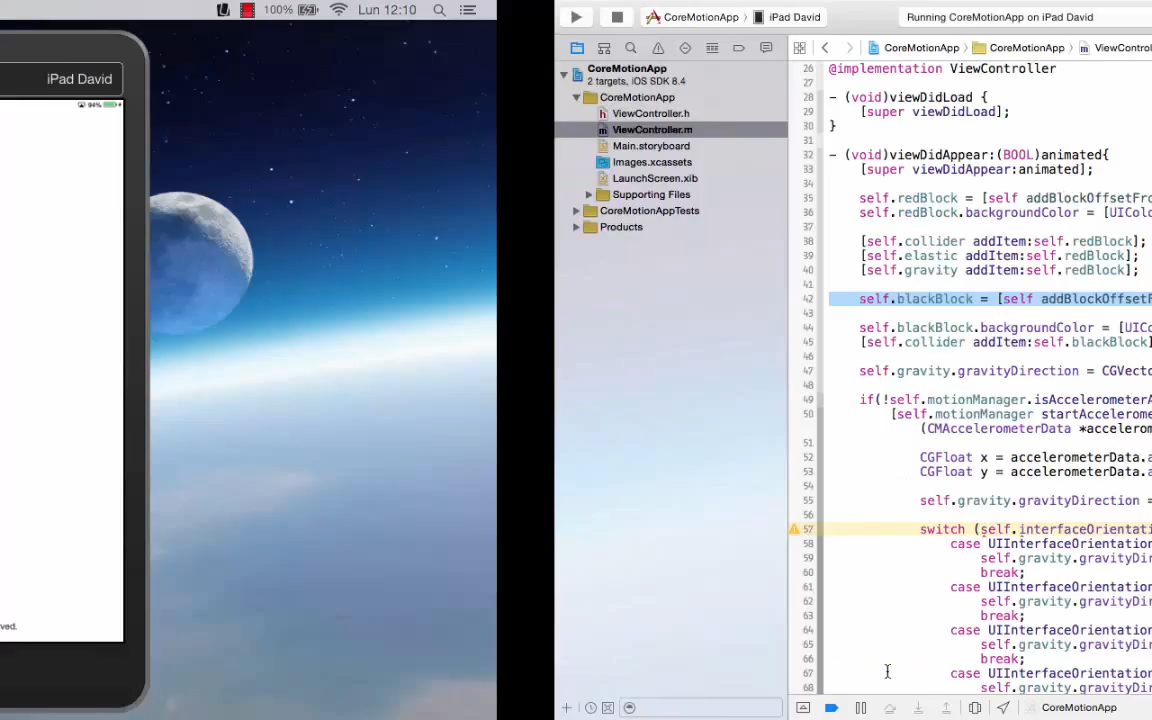 100% Lun 12:10
iPad David
94%
ved.
CoreMotionApp iPad David Running CoreMotionApp on iPad David
CoreMotionApp
2 targets, iOS SDK 8.4
CoreMotionApp
h ViewController.h
m ViewController.m
Main.storyboard
Images.xcassets
LaunchScreen.xib
Supporting Files
CoreMotionAppTests
Products
CoreMotionApp CoreMotionApp m ViewContro
26 @implementation ViewController
27
28 - (void)viewDidLoad {
29 [super viewDidLoad];
30 }
31
32 - (void)viewDidAppear:(BOOL)animated{
33 [super viewDidAppear:animated];
34
35 self.redBlock = [self addBlockOffsetFro
36 self.redBlock.backgroundColor = [UIColo
37
38 [self.collider addItem:self.redBlock];
39 [self.elastic addItem:self.redBlock];
40 [self.gravity addItem:self.redBlock];
41
42 self.blackBlock = [self addBlockOffsetF
43
44 self.blackBlock.backgroundColor = [UICo
45 [self.collider addItem:self.blackBlock]
46
47 self.gravity.gravityDirection = CGVecto
48
49 if(!self.motionManager.isAccelerometerA
50 [self.motionManager startAccelerome
(CMAccelerometerData *accelerom
51
52 CGFloat x = accelerometerData.a
53 CGFloat y = accelerometerData.a
54
55 self.gravity.gravityDirection =
56
57 switch (self.interfaceOrientati
58 case UIInterfaceOrientation
59 self.gravity.gravityDir
60 break;
61 case UIInterfaceOrientation
62 self.gravity.gravityDir
63 break;
64 case UIInterfaceOrientation
65 self.gravity.gravityDir
66 break;
67 case UIInterfaceOrientation
68 self.gravity.gravityDir
CoreMotionApp